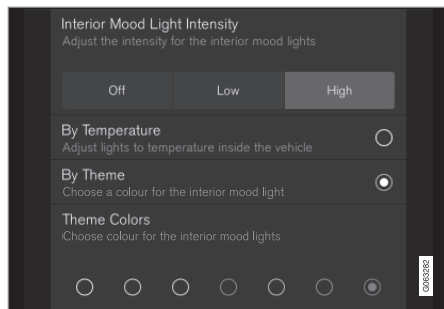 Interior Mood Light Intensity
Adjust the intensity for the interior mood lights
Off Low High
By Temperature
Adjust lights to temperature inside the vehicle
By Theme
Choose a colour for the interior mood light
Theme Colors
Choose colour for the interior mood lights
G063262